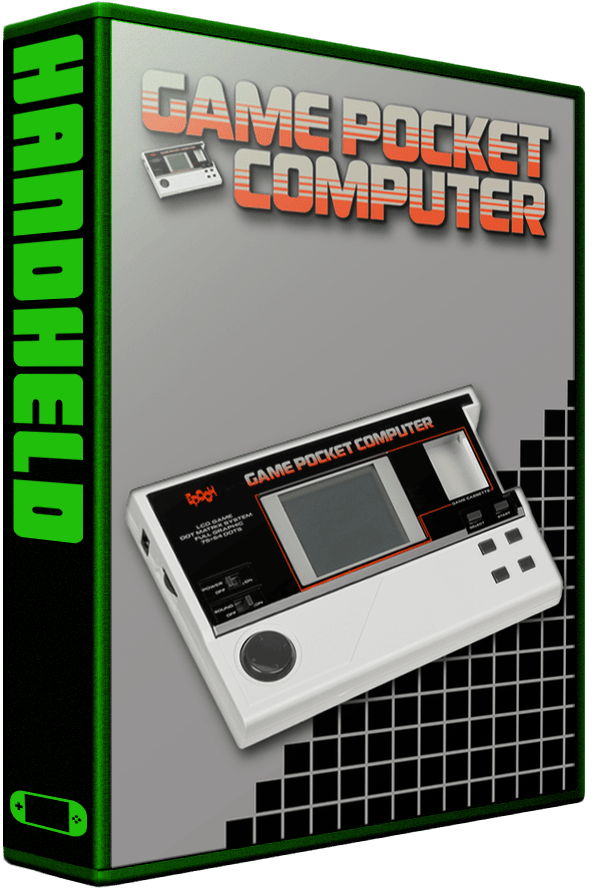 HANDHELD
GAME POCKET
COMPUTER
EPOCH
GAME POCKET COMPUTER
LCD GAME
DOT MATRIX SYSTEM
FULL GRAPHIC
75×64 DOTS
GAME CASSETTE
SELECT
START
POWER
OFF ON
SOUND
OFF ON